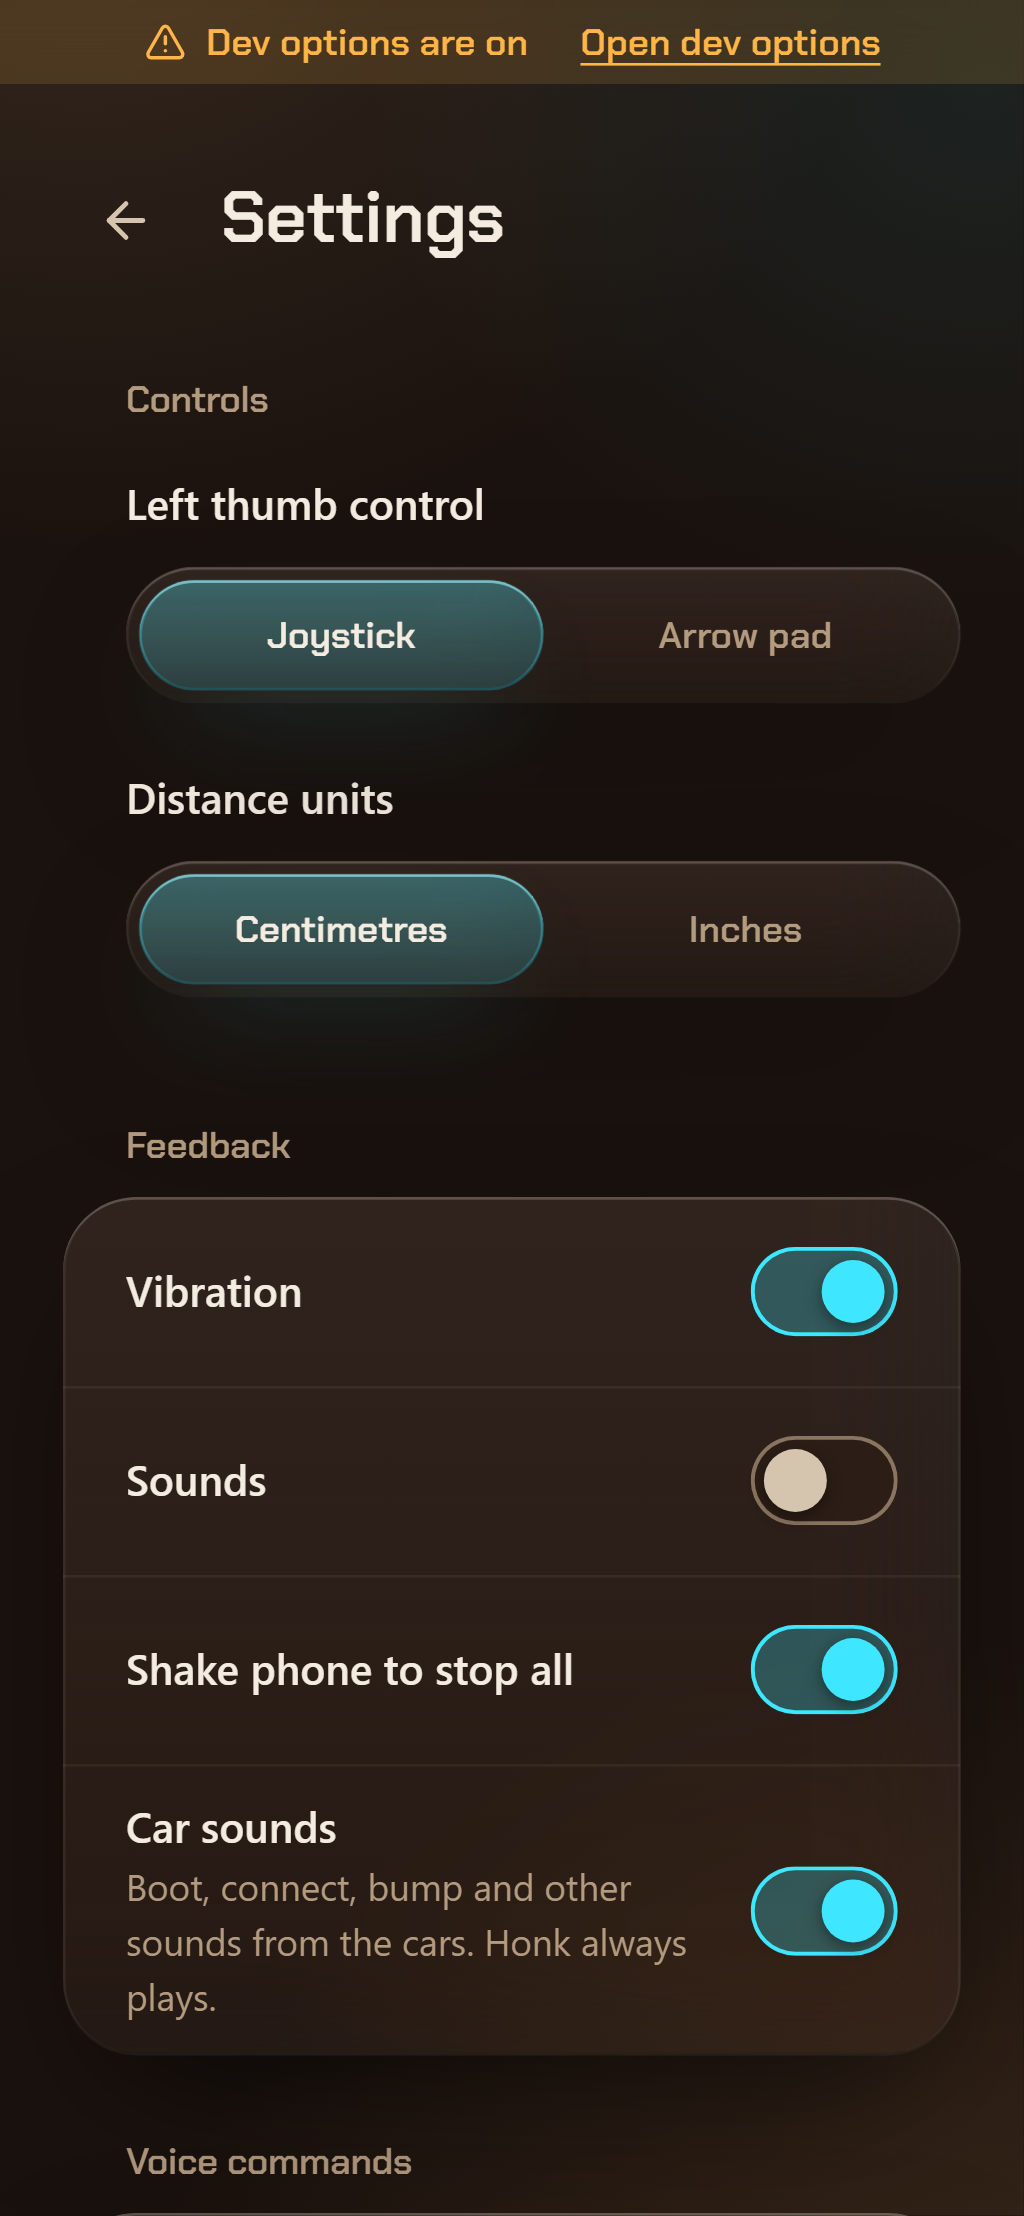 Dev options are on Open dev options
Settings
Controls
Left thumb control
Joystick Arrow pad
Distance units
Centimetres Inches
Feedback
Vibration
Sounds
Shake phone to stop all
Car sounds
Boot, connect, bump and other
sounds from the cars. Honk always
plays.
Voice commands